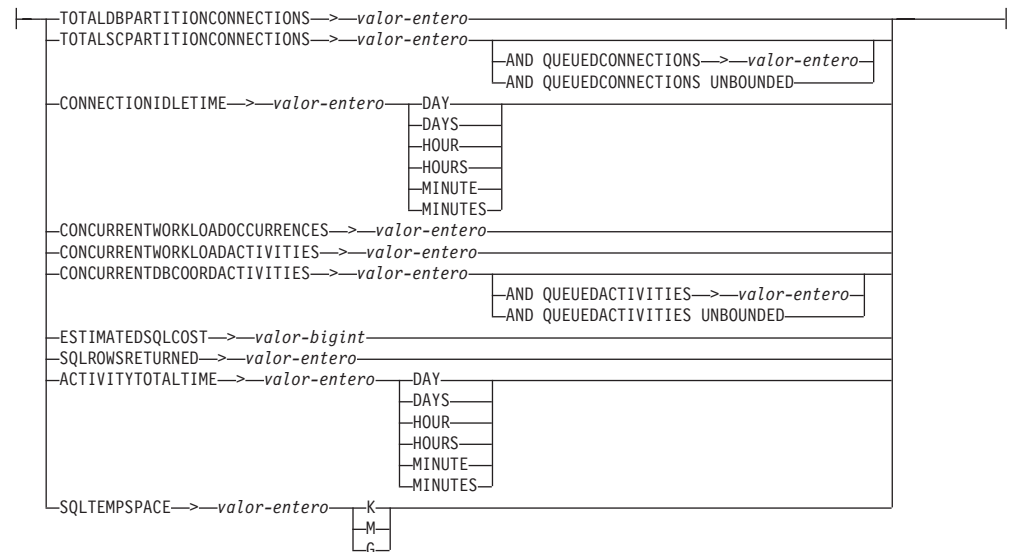 TOTALDBPARTITIONCONNECTIONS > valor-entero
TOTALSCPARTITIONCONNECTIONS > valor-entero
AND QUEUEDCONNECTIONS > valor-entero
AND QUEUEDCONNECTIONS UNBOUNDED
CONNECTIONIDLETIME > valor-entero DAY
DAYS
HOUR
HOURS
MINUTE
MINUTES
CONCURRENTWORKLOADOCCURRENCES > valor-entero
CONCURRENTWORKLOADACTIVITIES > valor-entero
CONCURRENTDBCOORDACTIVITIES > valor-entero
AND QUEUEDACTIVITIES > valor-entero
AND QUEUEDACTIVITIES UNBOUNDED
ESTIMATEDSQLCOST > valor-bigint
SQLROWSRETURNED > valor-entero
ACTIVITYTOTALTIME > valor-entero DAY
DAYS
HOUR
HOURS
MINUTE
MINUTES
SQLTEMPSPACE > valor-entero K
M
G